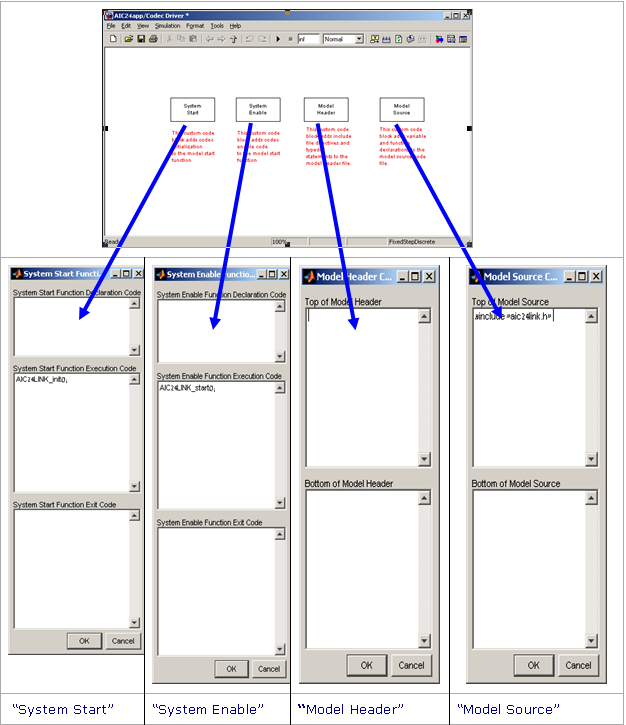 AIC24app/Codec Driver *
File Edit View Simulation Format Tools Help
inf Normal
System
Start
System
Enable
Model
Header
Model
Source
This custom code
block adds codec
initialization
to the model start
function
This custom code
block adds codec
enable code
to the model start
function
This custom code
block adds include
file directives and
typedef
statements to the
model header file.
This custom code
block adds variable
and function
declarations to the
model source code
file.
Ready 100% FixedStepDiscrete
System Start Functi...
System Start Function Declaration Code
System Start Function Execution Code
AIC24LINK_init();
System Start Function Exit Code
OK Cancel
System Enable Functio...
System Enable Function Declaration Code
System Enable Function Execution Code
AIC24LINK_start();
System Enable Function Exit Code
OK Cancel
Model Header C...
Top of Model Header
Bottom of Model Header
OK Cancel
Model Source C...
Top of Model Source
#include "aic24link.h"
Bottom of Model Source
OK Cancel
"System Start"
"System Enable"
"Model Header"
"Model Source"